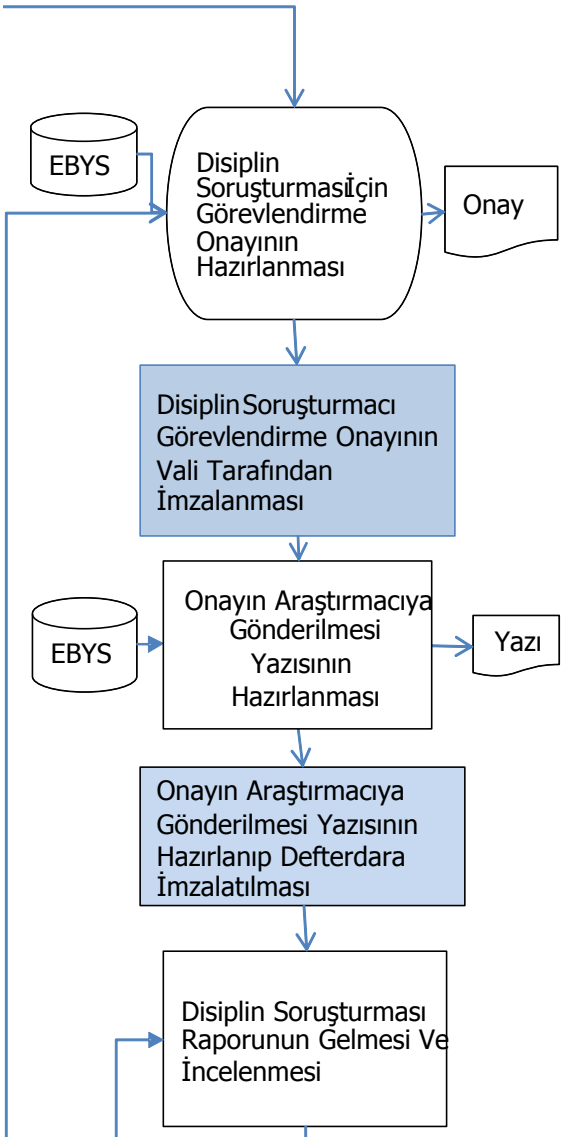 EBYS
Disiplin
Soruşturmasıİçin
Görevlendirme
Onayının
Hazırlanması
Onay
DisiplinSoruşturmacı
Görevlendirme Onayının
Vali Tarafından
İmzalanması
EBYS
Onayın Araştırmacıya
Gönderilmesi
Yazısının
Hazırlanması
Yazı
Onayın Araştırmacıya
Gönderilmesi Yazısının
Hazırlanıp Defterdara
İmzalatılması
Disiplin Soruşturması
Raporunun Gelmesi Ve
İncelenmesi